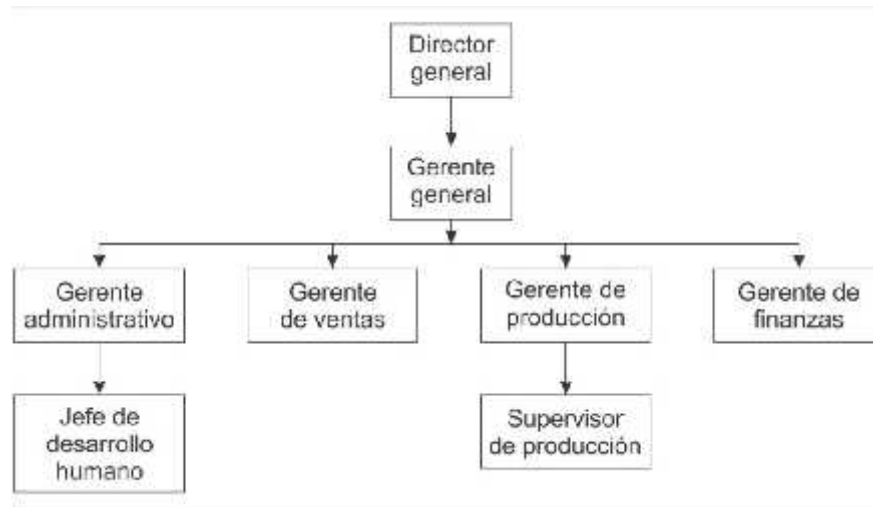 Director
general
Gerente
general
Gerente
administrativo
Gerente
de ventas
Gerente de
producción
Gerente de
finanzas
Jefe de
desarrollo
humano
Supervisor
de producción